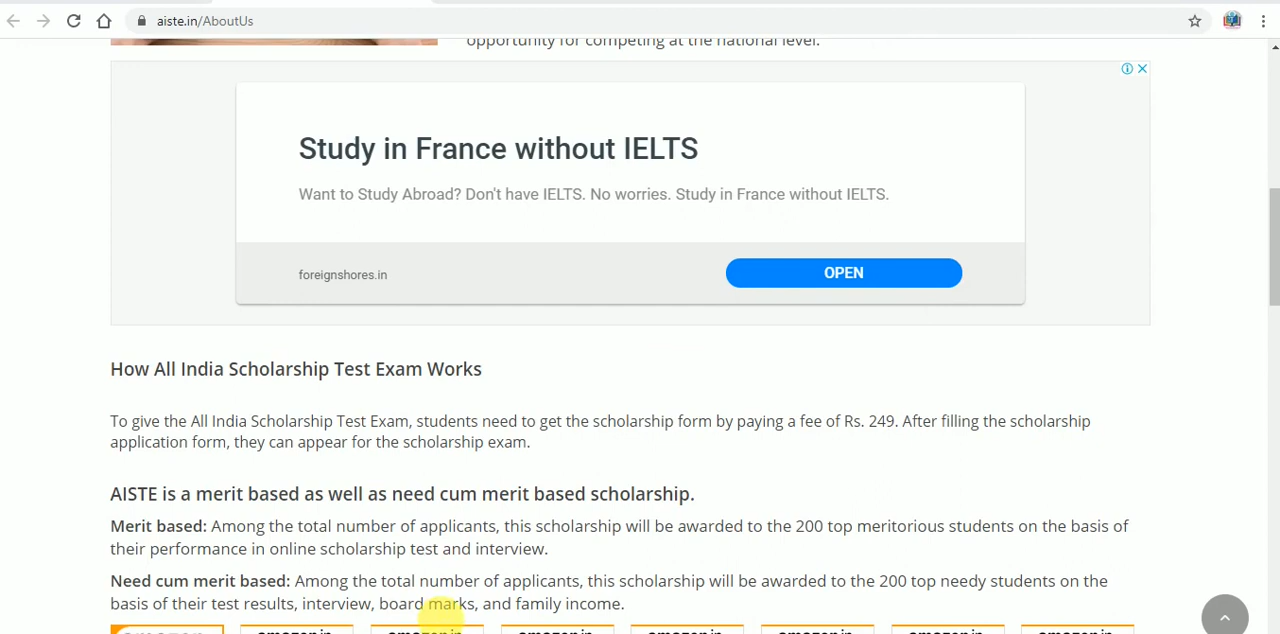 aiste.in/AboutUs
opportunity for competing at the national level.
Study in France without IELTS
Want to Study Abroad? Don't have IELTS. No worries. Study in France without IELTS.
foreignshores.in
OPEN
How All India Scholarship Test Exam Works
To give the All India Scholarship Test Exam, students need to get the scholarship form by paying a fee of Rs. 249. After filling the scholarship
application form, they can appear for the scholarship exam.
AISTE is a merit based as well as need cum merit based scholarship.
Merit based: Among the total number of applicants, this scholarship will be awarded to the 200 top meritorious students on the basis of
their performance in online scholarship test and interview.
Need cum merit based: Among the total number of applicants, this scholarship will be awarded to the 200 top needy students on the
basis of their test results, interview, board marks, and family income.